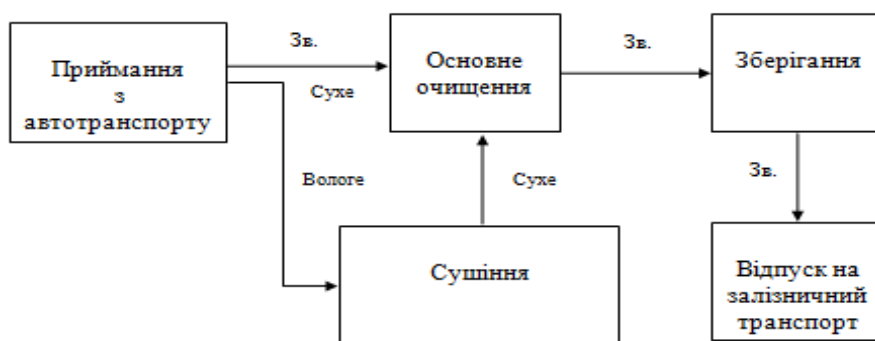 Приймання
з
автотранспорту
Зв.
Сухе
Основне
очищення
Зв.
Зберігання
Вологе
Сухе
Зв.
Сушіння
Відпуск на
залізничний
транспорт